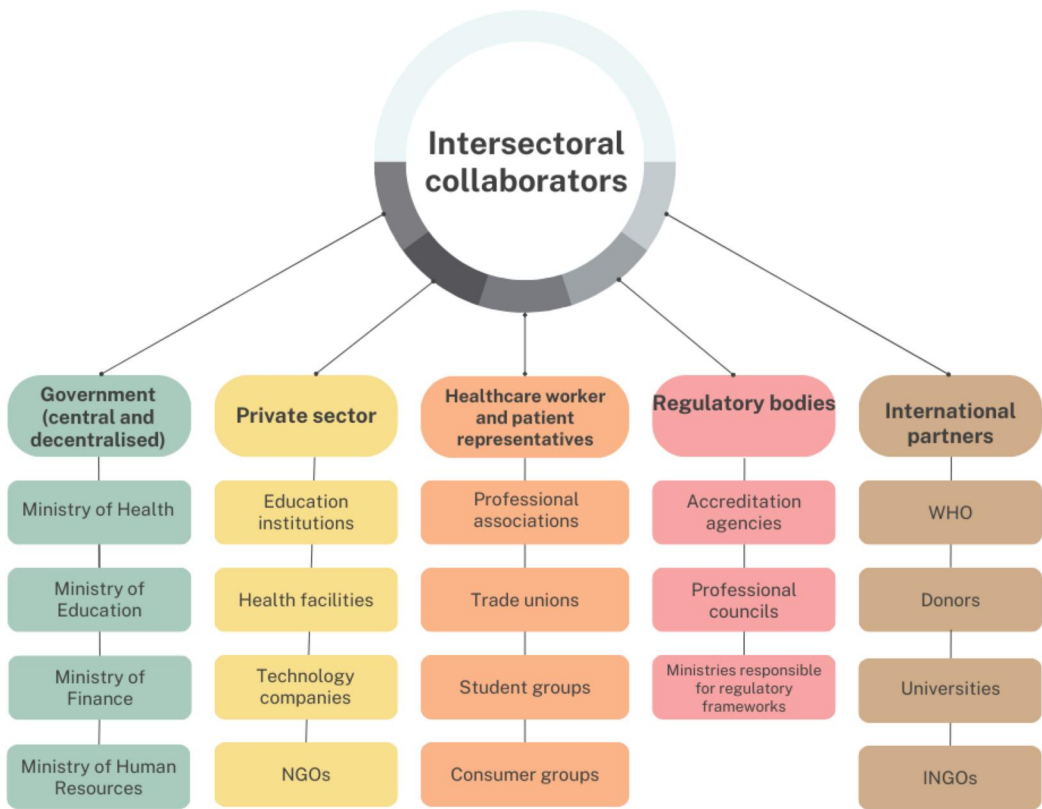 Intersectoral
collaborators
Government
(central and
decentralised)
Ministry of Health
Ministry of
Education
Ministry of
Finance
Ministry of Human
Resources
Private sector
Education
institutions
Health facilities
Technology
companies
NGOs
Healthcare worker
and patient
representatives
Professional
associations
Trade unions
Student groups
Consumer groups
Regulatory bodies
Accreditation
agencies
Professional
councils
Ministries responsible
for regulatory
frameworks
International
partners
WHO
Donors
Universities
INGOs